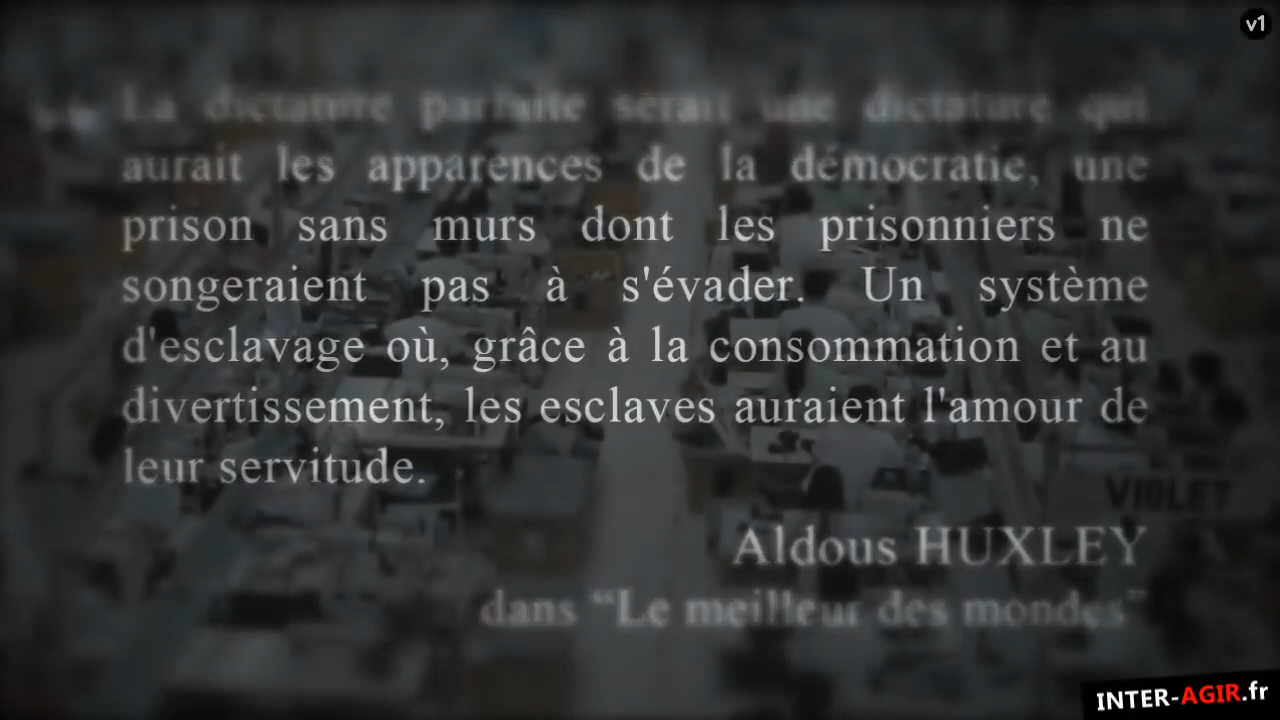 v1
La dictature parfaite serait une dictature qui
aurait les apparences de la démocratie, une
prison sans murs dont les prisonniers ne
songeraient pas à s'évader. Un système
d'esclavage où, grâce à la consommation et au
divertissement, les esclaves auraient l'amour de
leur servitude.
VIOLET
Aldous HUXLEY
dans “Le meilleur des mondes”
INTER-AGIR.fr